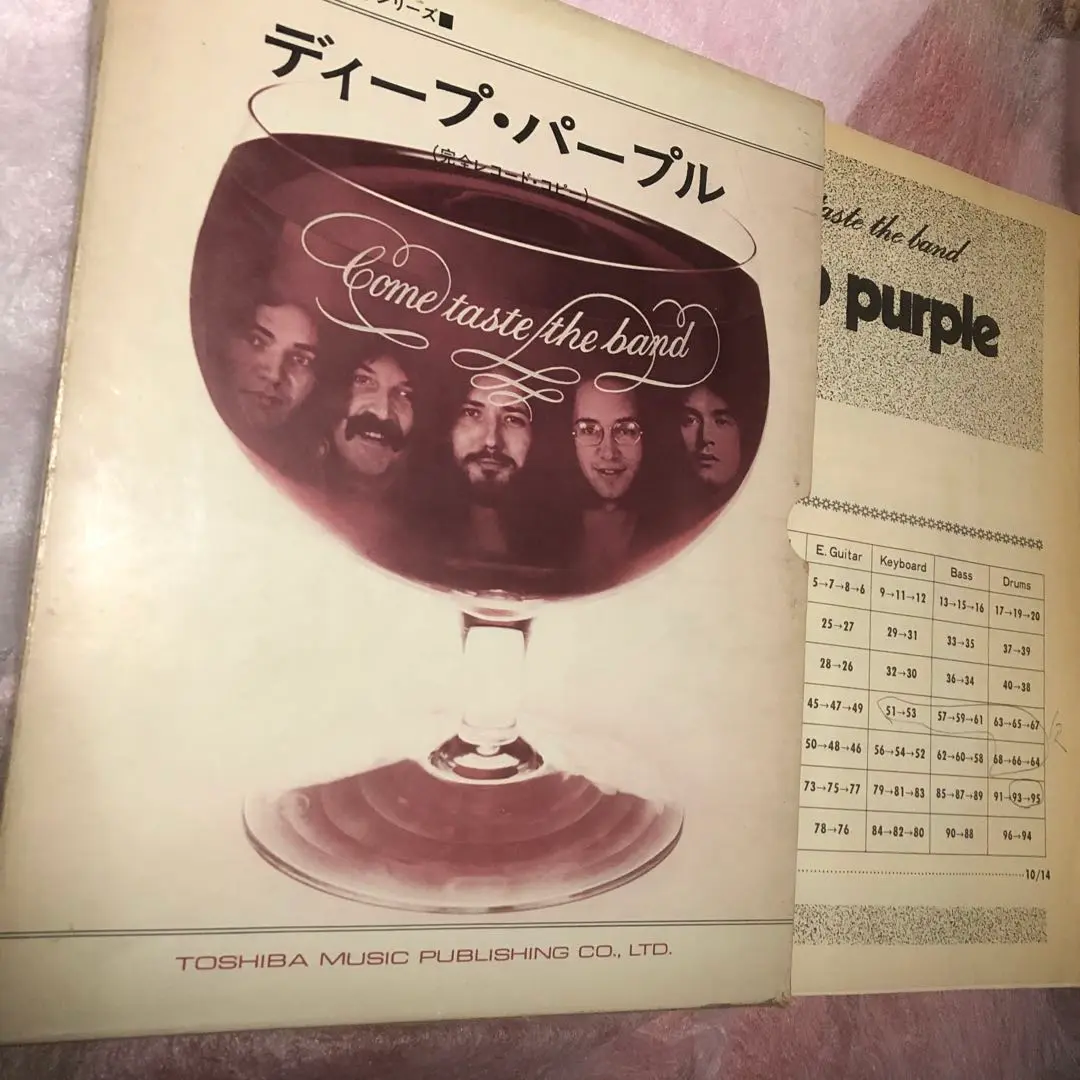 シリーズ■
ディープ・パープル
(完全レコード・コピー)
Come taste the band
TOSHIBA MUSIC PUBLISHING CO., LTD.
taste the band
purple
E. Guitar Keyboard Bass Drums
5→7→8→6 9→11→12 13→15→16 17→19→20
25→27 29→31 33→35 37→39
28→26 32→30 36→34 40→38
45→47→49 51→53 57→59→61 63→65→67
50→48→46 56→54→52 62→60→58 68→66→64
73→75→77 79→81→83 85→87→89 91→93→95
78→76 84→82→80 90→88 96→94
10/14